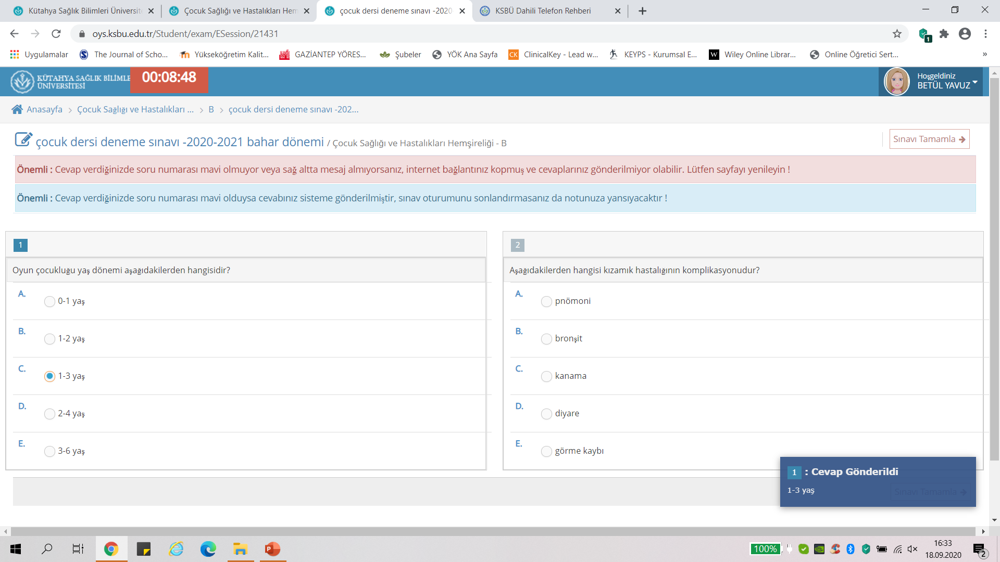 Kütahya Sağlık Bilimleri Üniversite
Çocuk Sağlığı ve Hastalıkları Hem
çocuk dersi deneme sınavı -2020
KSBÜ Dahili Telefon Rehberi
oys.ksbu.edu.tr/Student/exam/ESession/21431
1
Uygulamalar
The Journal of Scho...
Yükseköğretim Kalit...
GAZİANTEP YÖRES...
Şubeler
YÖK Ana Sayfa
CK ClinicalKey - Lead w...
KEYPS - Kurumsal E...
W Wiley Online Librar...
Online Öğretici Sert...
»
KÜTAHYA SAĞLIK BİLİMLE
ÜNİVERSİTESİ
00:08:48
Hoşgeldiniz
BETÜL YAVUZ
Anasayfa > Çocuk Sağlığı ve Hastalıkları ... > B > çocuk dersi deneme sınavı -202...
çocuk dersi deneme sınavı -2020-2021 bahar dönemi / Çocuk Sağlığı ve Hastalıkları Hemşireliği - B
Sınavı Tamamla
Önemli : Cevap verdiğinizde soru numarası mavi olmuyor veya sağ altta mesaj almıyorsanız, internet bağlantınız kopmuş ve cevaplarınız gönderilmiyor olabilir. Lütfen sayfayı yenileyin !
Önemli : Cevap verdiğinizde soru numarası mavi olduysa cevabınız sisteme gönderilmiştir, sınav oturumunu sonlandırmasanız da notunuza yansıyacaktır !
1
Oyun çocukluğu yaş dönemi aşağıdakilerden hangisidir?
A. 0-1 yaş
B. 1-2 yaş
C. 1-3 yaş
D. 2-4 yaş
E. 3-6 yaş
2
Aşağıdakilerden hangisi kızamık hastalığının komplikasyonudur?
A. pnömoni
B. bronşit
C. kanama
D. diyare
E. görme kaybı
1 : Cevap Gönderildi
1-3 yaş
Sınavı Tamamla
100%
16:33
18.09.2020
2